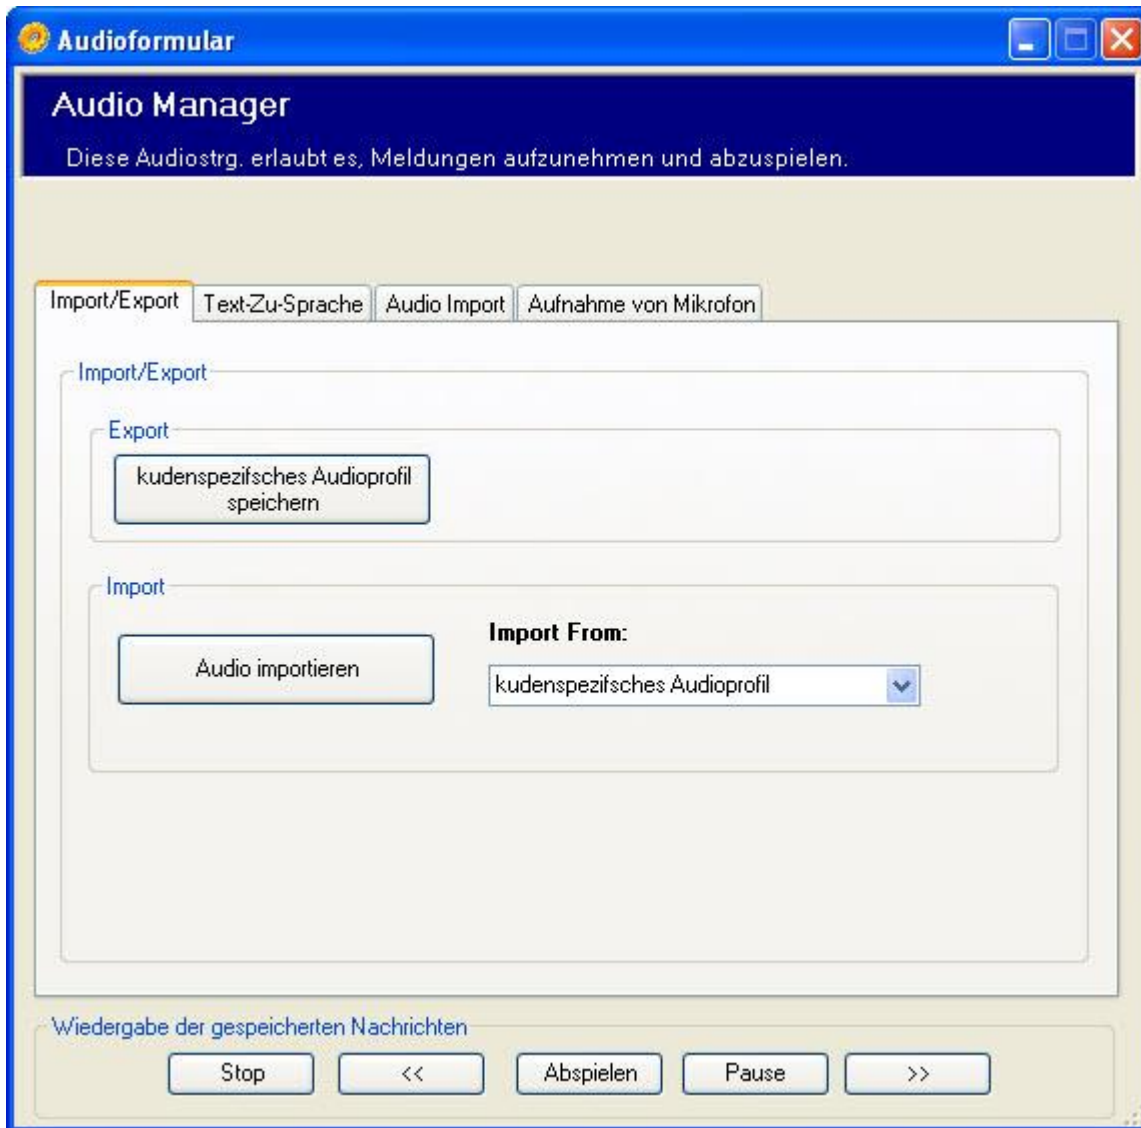 Audioformular
Audio Manager
Diese Audiostrg. erlaubt es, Meldungen aufzunehmen und abzuspielen.
Import/Export Text-Zu-Sprache Audio Import Aufnahme von Mikrofon
Import/Export
Export
kudenspezifsches Audioprofil
speichern
Import
Import From:
Audio importieren
kudenspezifsches Audioprofil
Wiedergabe der gespeicherten Nachrichten
Stop << Abspielen Pause >>